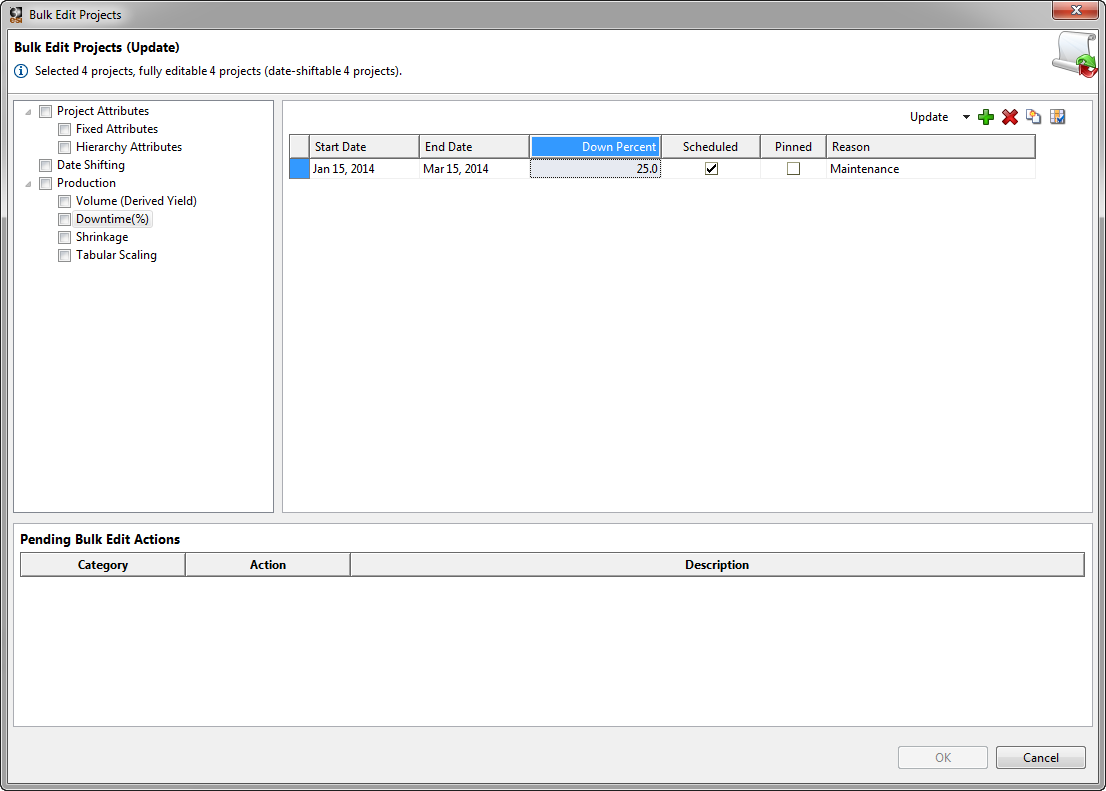 Bulk Edit Projects
Bulk Edit Projects (Update)
Selected 4 projects, fully editable 4 projects (date-shiftable 4 projects).
Project Attributes
Fixed Attributes
Hierarchy Attributes
Date Shifting
Production
Volume (Derived Yield)
Downtime(%)
Shrinkage
Tabular Scaling
Update
Start Date End Date Down Percent Scheduled Pinned Reason
Jan 15, 2014 Mar 15, 2014 25.0 Maintenance
Pending Bulk Edit Actions
Category Action Description
OK Cancel